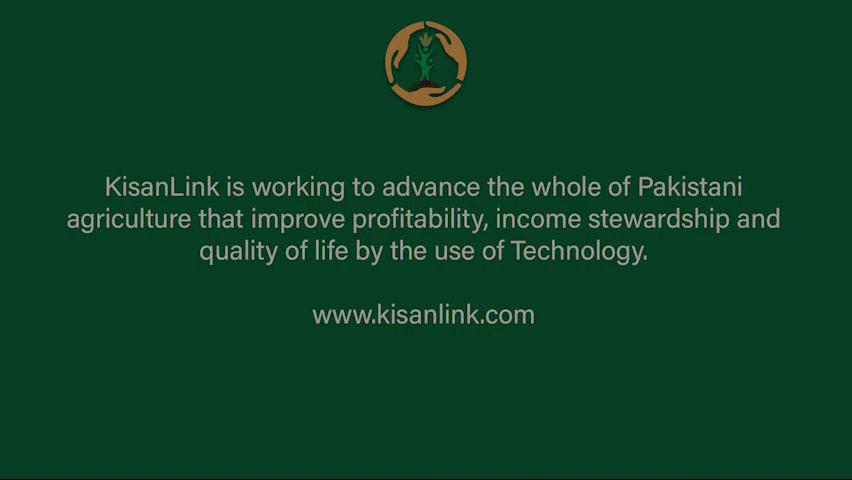 KisanLink is working to advance the whole of Pakistani
agriculture that improve profitability, income stewardship and
quality of life by the use of Technology.
www.kisanlink.com